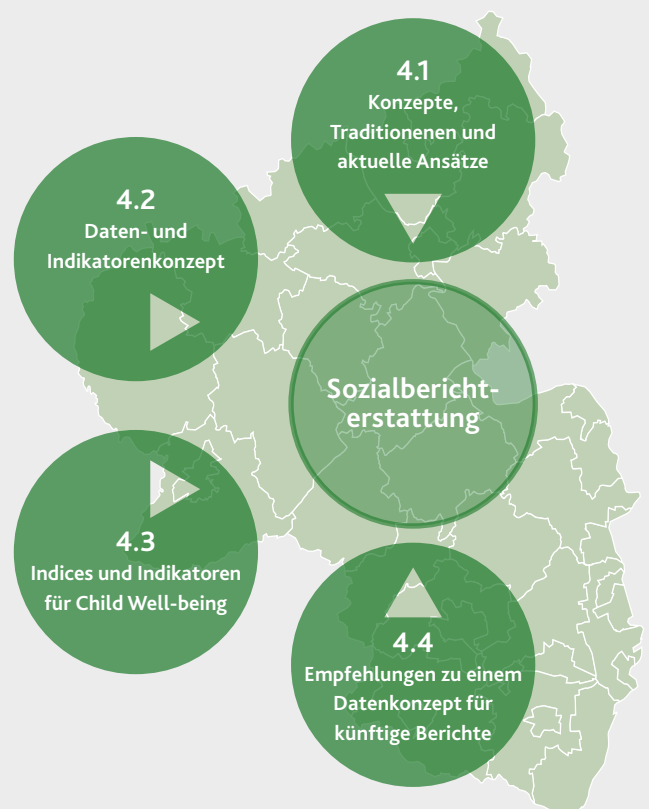 4.1
Konzepte,
Traditionenen und
aktuelle Ansätze
4.2
Daten- und
Indikatorenkonzept
Sozialbericht-
erstattung
4.3
Indices und Indikatoren
für Child Well-being
4.4
Empfehlungen zu einem
Datenkonzept für
künftige Berichte